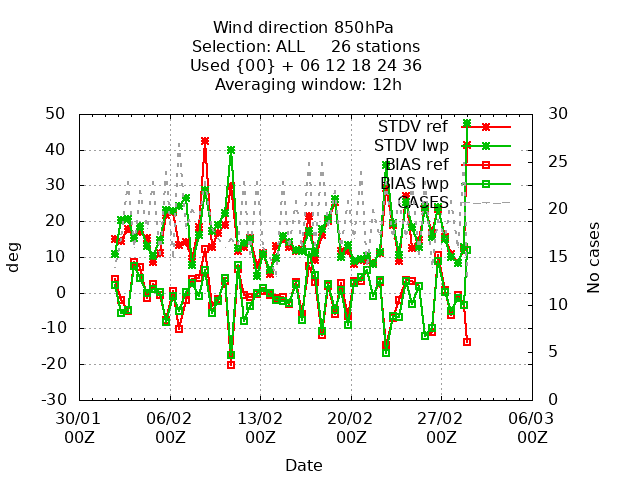 Wind direction 850hPa
Selection: ALL 26 stations
Used {00} + 06 12 18 24 36
Averaging window: 12h
50
40
30
20
10
0
-10
-20
-30
deg
30
25
20
15
10
5
0
No cases
STDV ref
STDV lwp
BIAS ref
BIAS lwp
CASES
30/01 06/02 13/02 20/02 27/02 06/03
00Z 00Z 00Z 00Z 00Z 00Z
Date